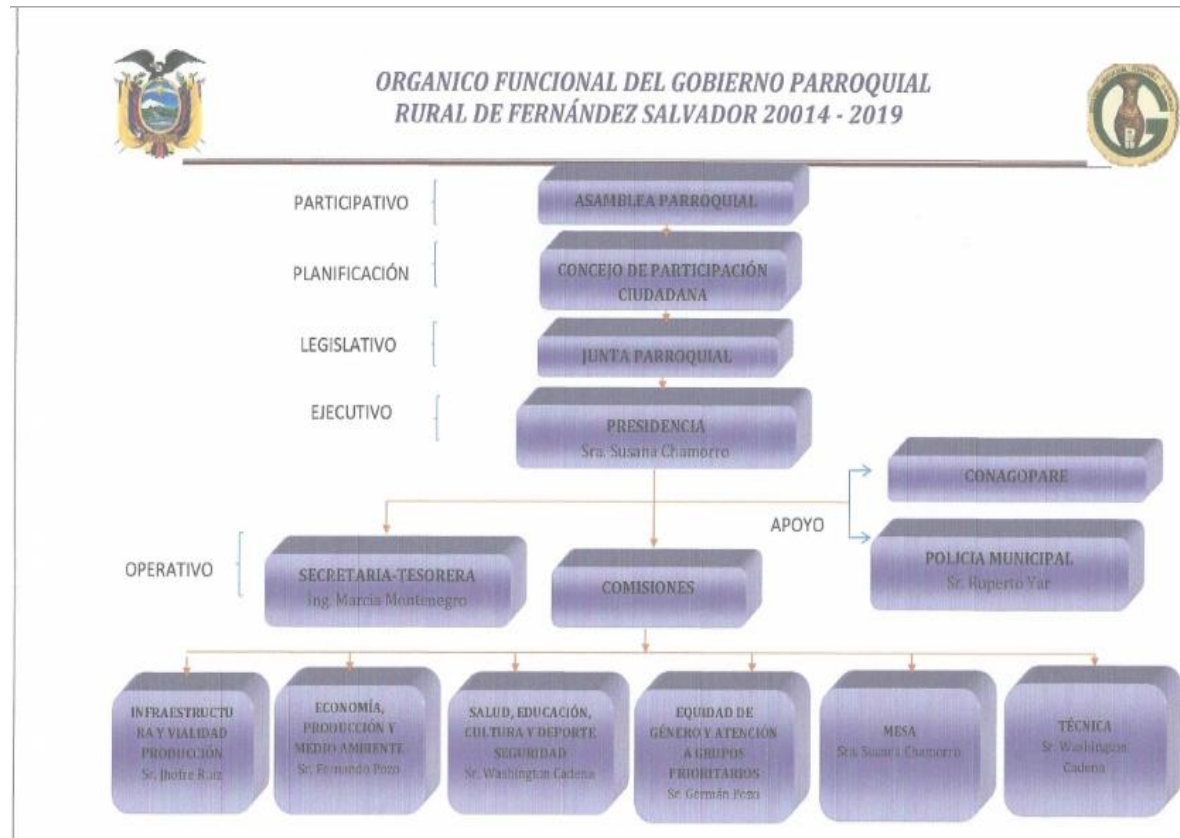 ORGANICO FUNCIONAL DEL GOBIERNO PARROQUIAL
RURAL DE FERNÁNDEZ SALVADOR 20014 - 2019
PARTICIPATIVO
ASAMBLEA PARROQUIAL
PLANIFICACIÓN
CONCEJO DE PARTICIPACIÓN
CIUDADANA
LEGISLATIVO
JUNTA PARROQUIAL
EJECUTIVO
PRESIDENCIA
Sra. Susana Chamorro
CONAGOPARE
APOYO
POLICIA MUNICIPAL
Sr. Ruperto Yar
OPERATIVO
SECRETARIA-TESORERA
Ing. Marcia Montenegro
COMISIONES
INFRAESTRUCTU
RA Y VIALIDAD
PRODUCCIÓN
Sr. Jhofre Ruiz
ECONOMÍA,
PRODUCCIÓN Y
MEDIO AMBIENTE
Sr. Fernando Pozo
SALUD, EDUCACIÓN,
CULTURA Y DEPORTE
SEGURIDAD
Sr. Washington Cadena
EQUIDAD DE
GÉNERO Y ATENCIÓN
A GRUPOS
PRIORITARIOS
Sr. Germán Pozo
MESA
Sra. Susana Chamorro
TÉCNICA
Sr. Washington
Cadena